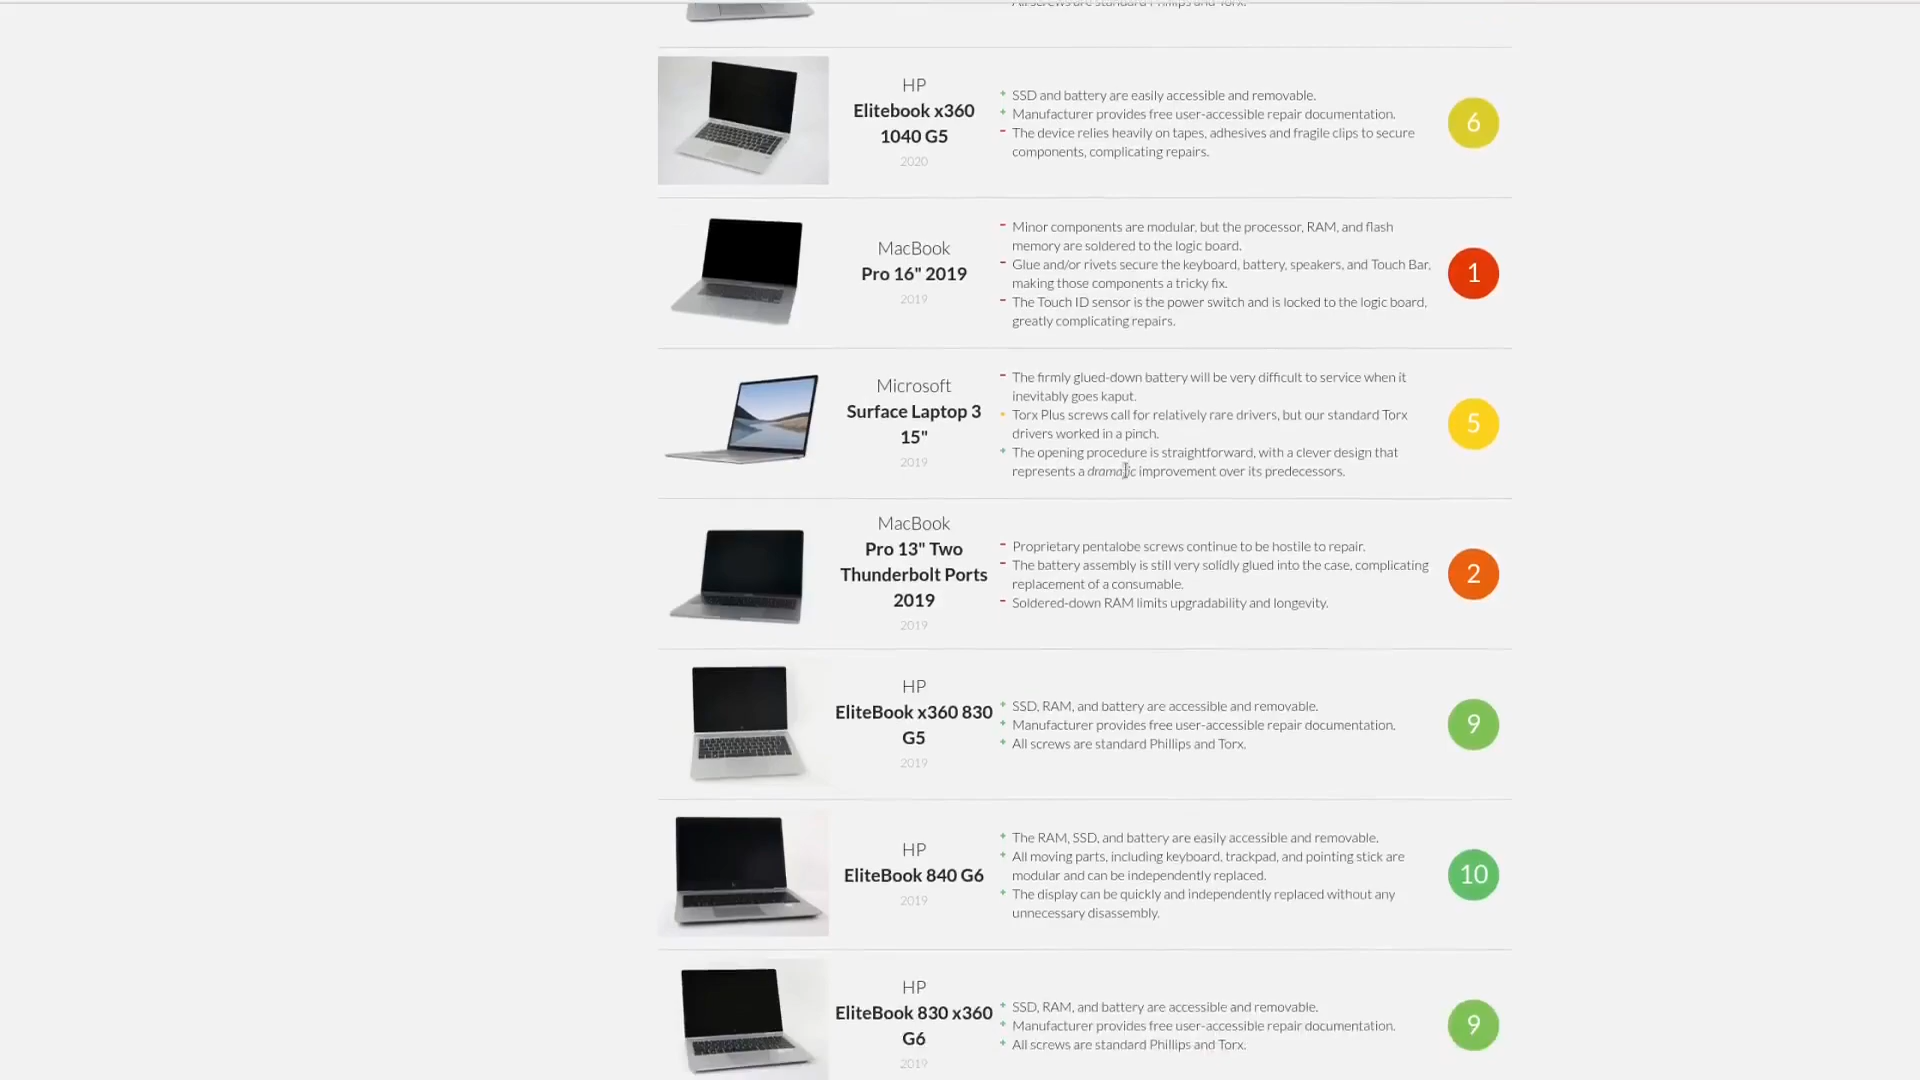 All screws are standard Phillips and Torx.
HP
Elitebook x360
1040 G5
2020
+ SSD and battery are easily accessible and removable.
+ Manufacturer provides free user-accessible repair documentation.
- The device relies heavily on tapes, adhesives and fragile clips to secure
components, complicating repairs.
6
MacBook
Pro 16" 2019
2019
- Minor components are modular, but the processor, RAM, and flash
memory are soldered to the logic board.
- Glue and/or rivets secure the keyboard, battery, speakers, and Touch Bar,
making those components a tricky fix.
- The Touch ID sensor is the power switch and is locked to the logic board,
greatly complicating repairs.
1
Microsoft
Surface Laptop 3
15"
2019
- The firmly glued-down battery will be very difficult to service when it
inevitably goes kaput.
• Torx Plus screws call for relatively rare drivers, but our standard Torx
drivers worked in a pinch.
+ The opening procedure is straightforward, with a clever design that
represents a dramatic improvement over its predecessors.
5
MacBook
Pro 13" Two
Thunderbolt Ports
2019
2019
- Proprietary pentalobe screws continue to be hostile to repair.
- The battery assembly is still very solidly glued into the case, complicating
replacement of a consumable.
- Soldered-down RAM limits upgradability and longevity.
2
HP
EliteBook x360 830
G5
2019
+ SSD, RAM, and battery are accessible and removable.
+ Manufacturer provides free user-accessible repair documentation.
+ All screws are standard Phillips and Torx.
9
HP
EliteBook 840 G6
2019
+ The RAM, SSD, and battery are easily accessible and removable.
+ All moving parts, including keyboard, trackpad, and pointing stick are
modular and can be independently replaced.
+ The display can be quickly and independently replaced without any
unnecessary disassembly.
10
HP
EliteBook 830 x360
G6
2019
+ SSD, RAM, and battery are accessible and removable.
+ Manufacturer provides free user-accessible repair documentation.
+ All screws are standard Phillips and Torx.
9